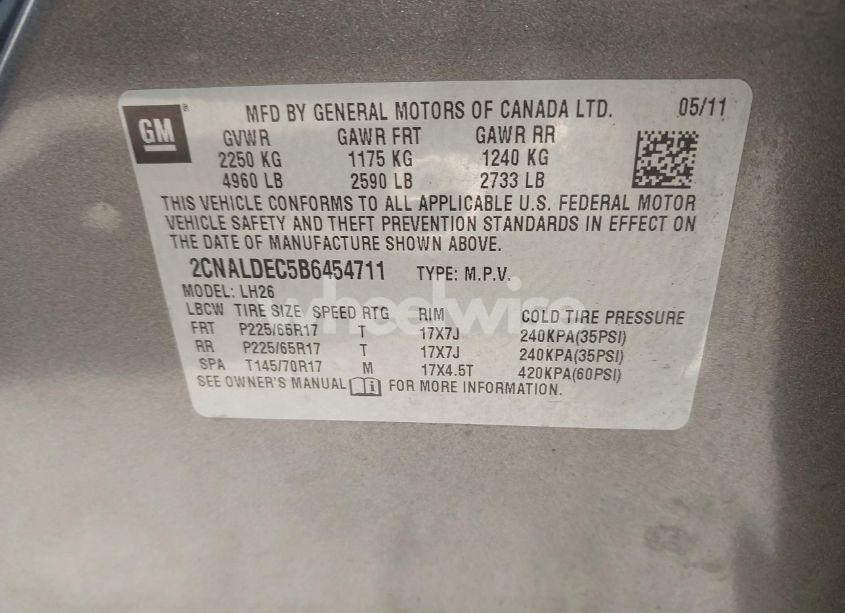 GM ®
MFD BY GENERAL MOTORS OF CANADA LTD. 05/11
GVWR GAWR FRT GAWR RR
2250 KG 1175 KG 1240 KG
4960 LB 2590 LB 2733 LB
THIS VEHICLE CONFORMS TO ALL APPLICABLE U.S. FEDERAL MOTOR
VEHICLE SAFETY AND THEFT PREVENTION STANDARDS IN EFFECT ON
THE DATE OF MANUFACTURE SHOWN ABOVE.
2CNALDEC5B6454711 TYPE: M.P.V.
MODEL: LH26
wheelwise
LBCW TIRE SIZE SPEED RTG RIM COLD TIRE PRESSURE
FRT P225/65R17 T 17X7J 240KPA(35PSI)
RR P225/65R17 T 17X7J 240KPA(35PSI)
SPA T145/70R17 M 17X4.5T 420KPA(60PSI)
SEE OWNER'S MANUAL FOR MORE INFORMATION.